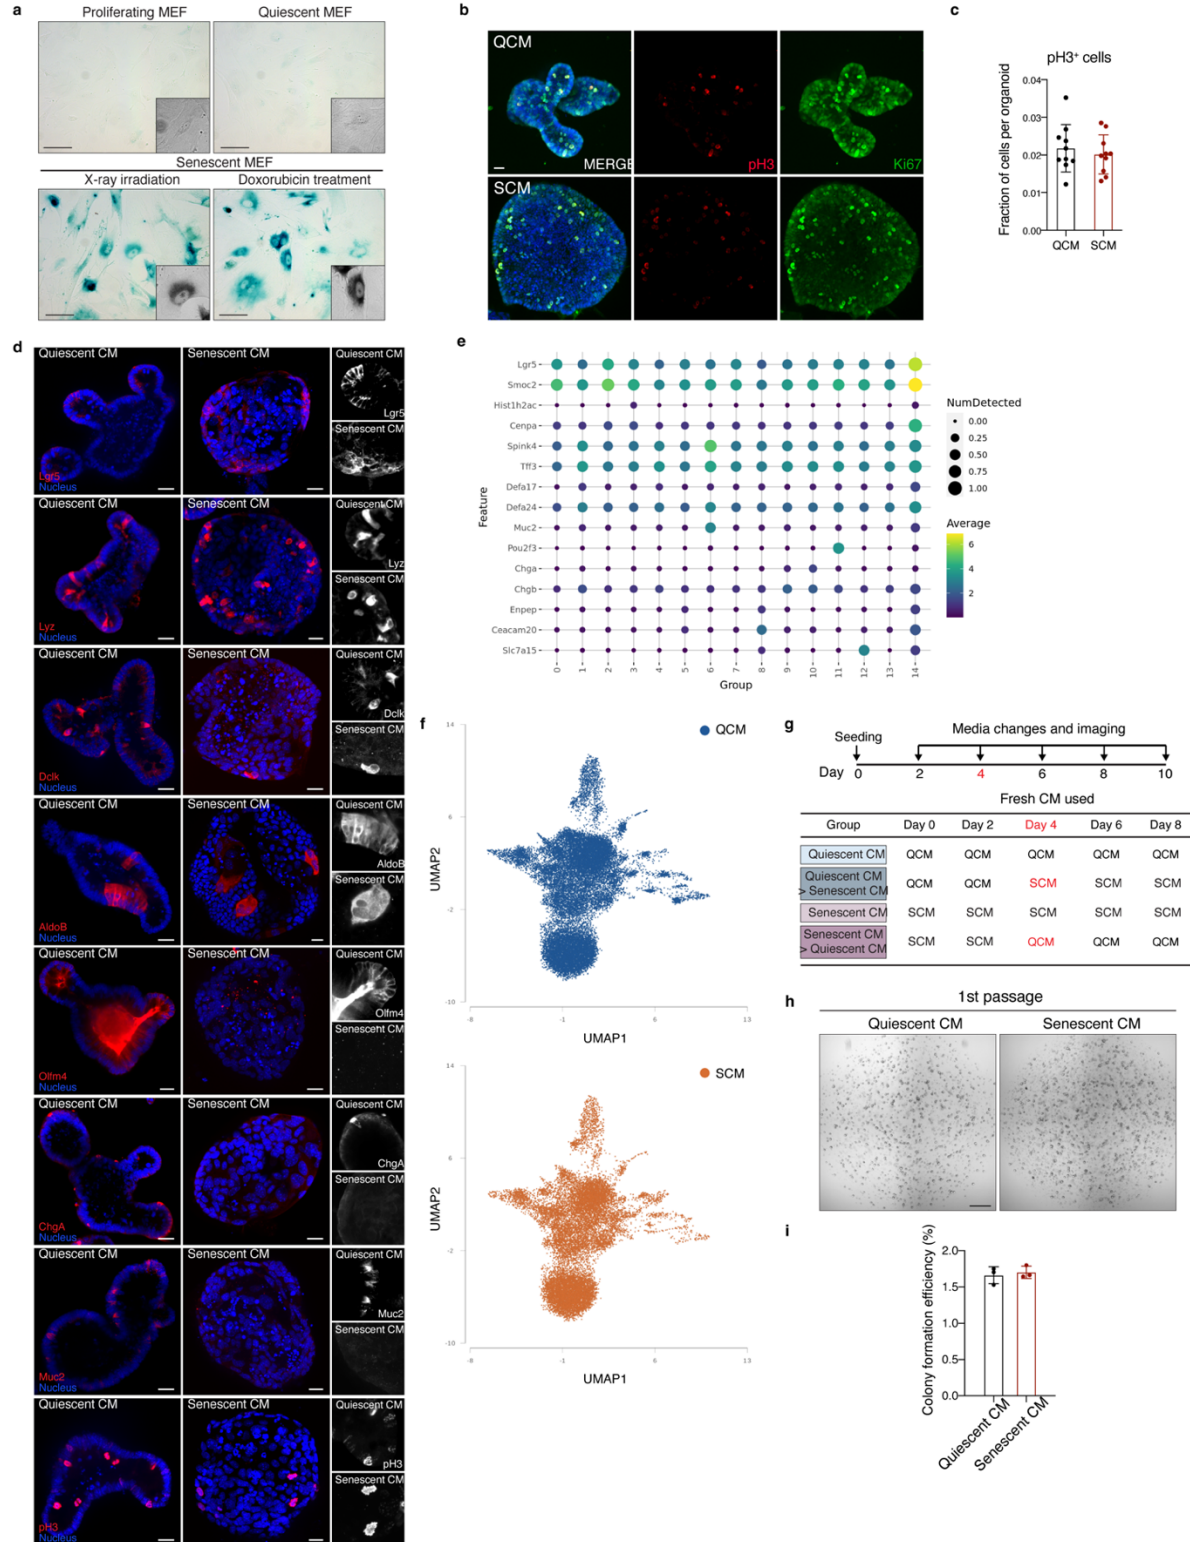 a
Proliferating MEF
Quiescent MEF
Senescent MEF
X-ray irradiation
Doxorubicin treatment
b
QCM
MERGE
pH3
Ki67
SCM
c
pH3⁺ cells
Fraction of cells per organoid
0.04
0.03
0.02
0.01
0.00
QCM
SCM
d
Quiescent CM
Senescent CM
Quiescent CM
Lgr5
Senescent CM
Lgr5
Nucleus
Quiescent CM
Senescent CM
Quiescent CM
Lyz
Senescent CM
Lyz
Nucleus
Quiescent CM
Senescent CM
Quiescent CM
Dclk
Senescent CM
Dclk
Nucleus
Quiescent CM
Senescent CM
Quiescent CM
AldoB
Senescent CM
AldoB
Nucleus
Quiescent CM
Senescent CM
Quiescent CM
Olfm4
Senescent CM
Olfm4
Nucleus
Quiescent CM
Senescent CM
Quiescent CM
ChgA
Senescent CM
ChgA
Nucleus
Quiescent CM
Senescent CM
Quiescent CM
Muc2
Senescent CM
Muc2
Nucleus
Quiescent CM
Senescent CM
Quiescent CM
pH3
Senescent CM
pH3
Nucleus
e
Feature
Lgr5
Smoc2
Hist1h2ac
Cenpa
Spink4
Tff3
Defa17
Defa24
Muc2
Pou2f3
Chga
Chgb
Enpep
Ceacam20
Slc7a15
0 1 2 3 4 5 6 7 8 9 10 11 12 13 14
Group
NumDetected
0.00
0.25
0.50
0.75
1.00
Average
6
4
2
f
QCM
UMAP2
14
6
-2
-10
-8 -1 6 13
UMAP1
SCM
UMAP2
14
6
-2
-10
-8 -1 6 13
UMAP1
g
Seeding
Media changes and imaging
Day 0 2 4 6 8 10
Fresh CM used
Group Day 0 Day 2 Day 4 Day 6 Day 8
Quiescent CM QCM QCM QCM QCM QCM
Quiescent CM
> Senescent CM QCM QCM SCM SCM SCM
Senescent CM SCM SCM SCM SCM SCM
Senescent CM
> Quiescent CM SCM SCM QCM QCM QCM
h
1st passage
Quiescent CM
Senescent CM
i
Colony formation efficiency (%)
2.0
1.5
1.0
0.5
0.0
Quiescent CM
Senescent CM